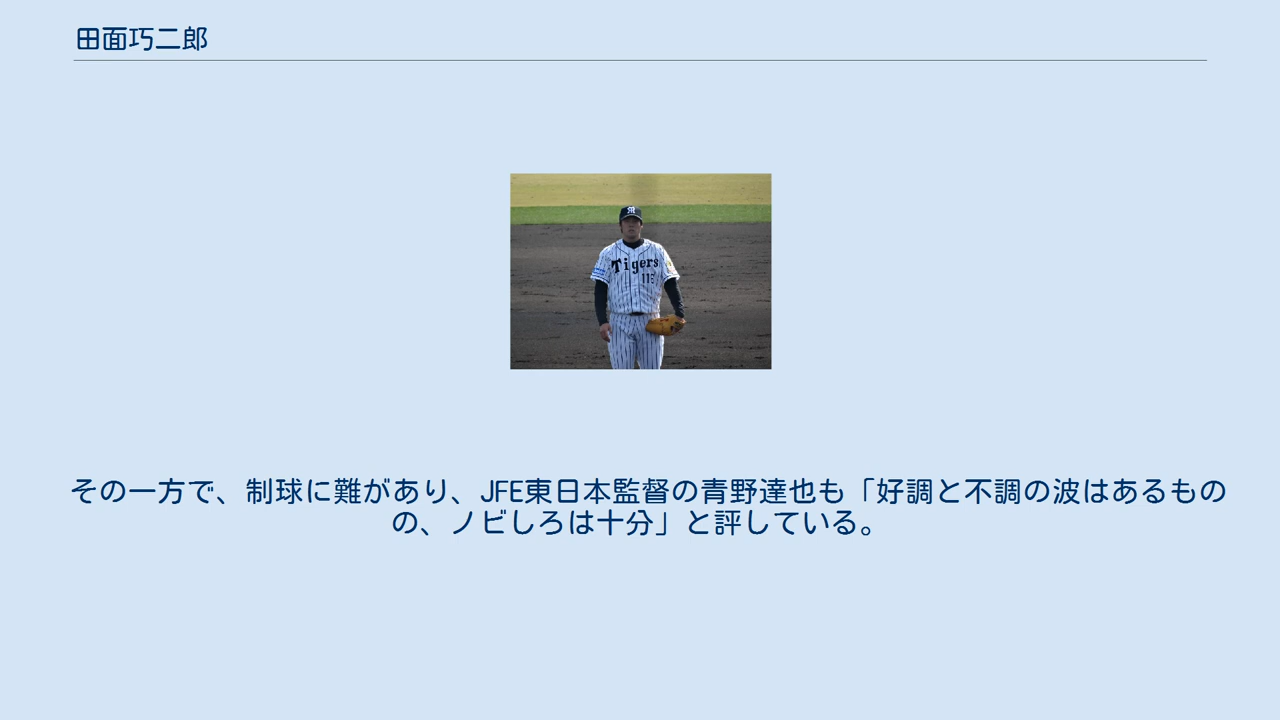 田面巧二郎
Tigers
その一方で、制球に難があり、JFE東日本監督の青野達也も「好調と不調の波はあるもの
の、ノビしろは十分」と評している。